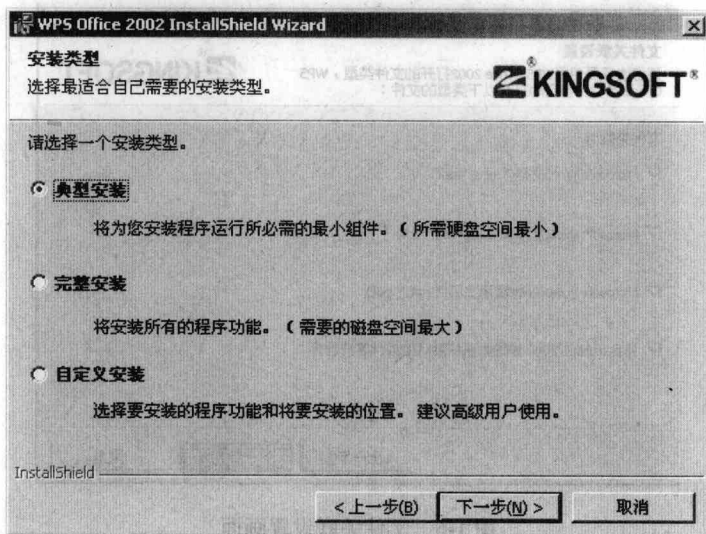 WPS Office 2002 InstallShield Wizard
安装类型
选择最适合自己需要的安装类型。
KINGSOFT®
请选择一个安装类型。
典型安装
将为您安装程序运行所必需的最小组件。(所需硬盘空间最小)
完整安装
将安装所有的程序功能。(需要的磁盘空间最大)
自定义安装
选择要安装的程序功能和将要安装的位置。建议高级用户使用。
InstallShield
<上一步(B) 下一步(N) > 取消